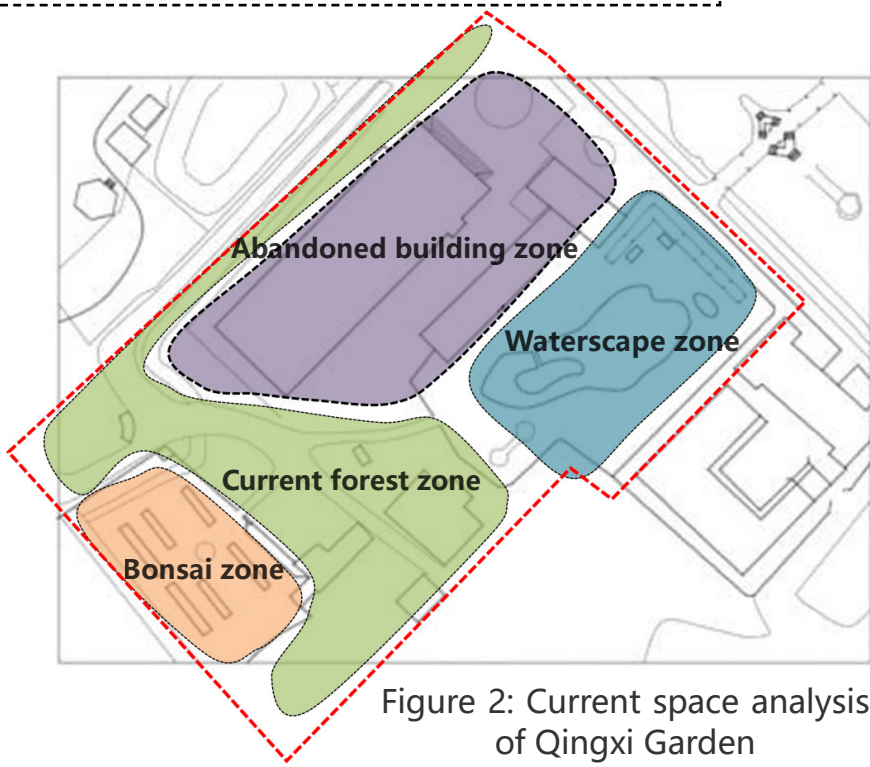 Abandoned building zone
Waterscape zone
Current forest zone
Bonsai zone
Figure 2: Current space analysis
of Qingxi Garden